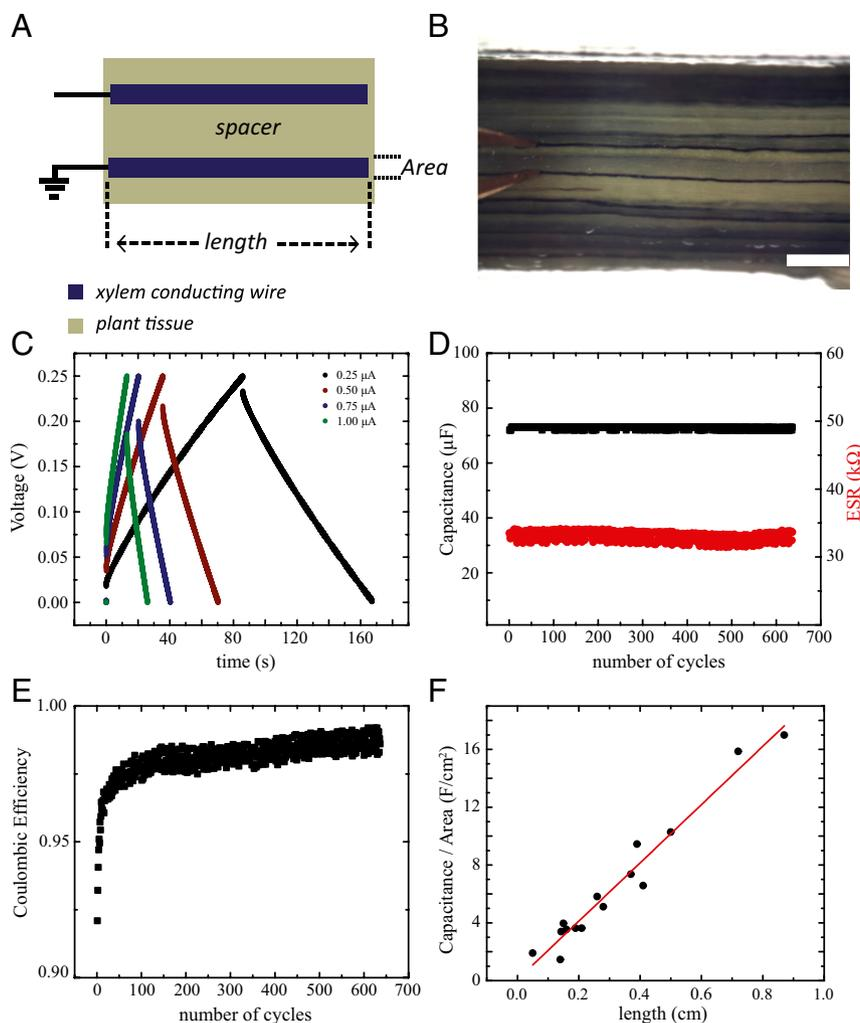 A
spacer
Area
length
xylem conducting wire
plant tissue
B
C
0.25 μA
0.50 μA
0.75 μA
1.00 μA
Voltage (V)
0.25
0.20
0.15
0.10
0.05
0.00
0 40 80 120 160
time (s)
D
Capacitance (μF)
100
80
60
40
20
60
50
40
30
ESR (kΩ)
0 100 200 300 400 500 600 700
number of cycles
E
Coulombic Efficiency
1.00
0.95
0.90
0 100 200 300 400 500 600 700
number of cycles
F
Capacitance / Area (F/cm²)
16
12
8
4
0
0.0 0.2 0.4 0.6 0.8 1.0
length (cm)